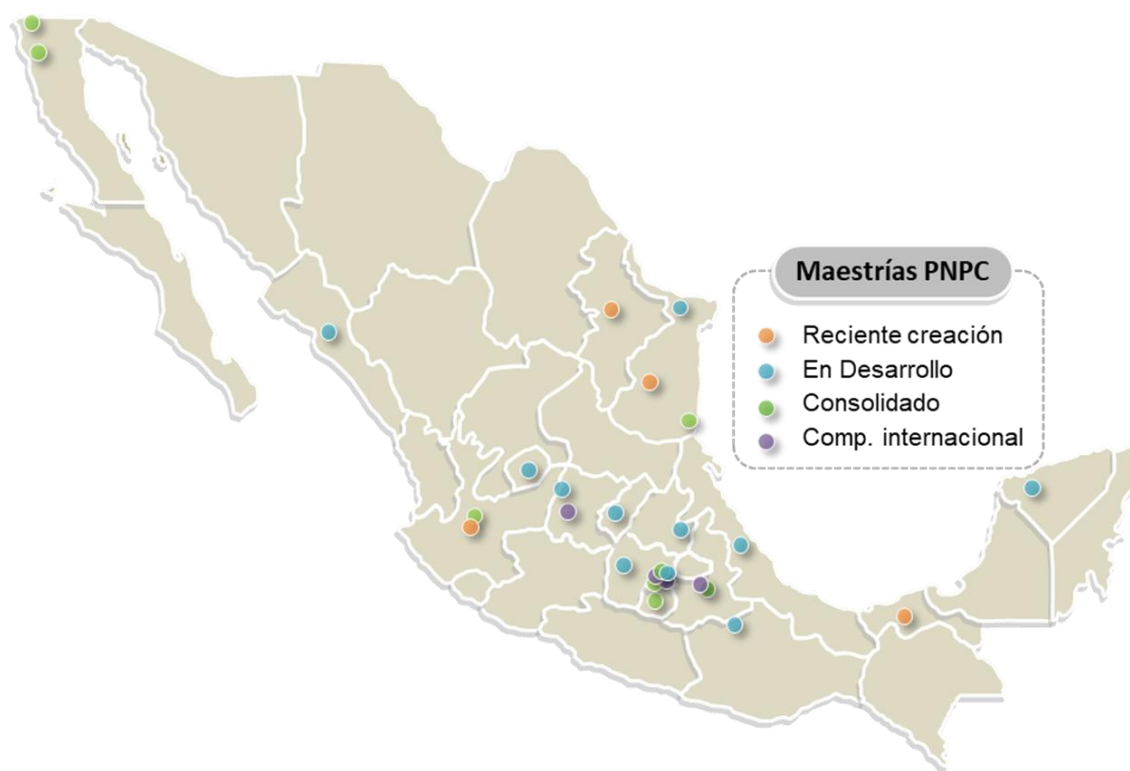 Maestrías PNPC
Reciente creación
En Desarrollo
Consolidado
Comp. internacional